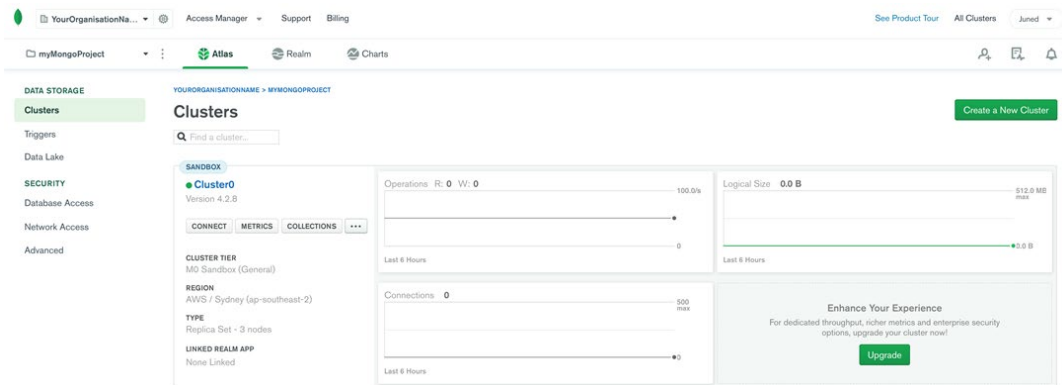 YourOrganisationNa...
Access Manager
Support
Billing
See Product Tour
All Clusters
Juned
myMongoProject
Atlas
Realm
Charts
DATA STORAGE
Clusters
Triggers
Data Lake
SECURITY
Database Access
Network Access
Advanced
YOURORGANISATIONNAME > MYMONGOPROJECT
Clusters
Create a New Cluster
Find a cluster...
SANDBOX
Cluster0
Version 4.2.8
CONNECT
METRICS
COLLECTIONS
...
CLUSTER TIER
M0 Sandbox (General)
REGION
AWS / Sydney (ap-southeast-2)
TYPE
Replica Set - 3 nodes
LINKED REALM APP
None Linked
Operations R: 0 W: 0
100.0/s
0
Last 6 Hours
Logical Size 0.0 B
512.0 MB
max
0.0 B
Last 6 Hours
Connections 0
500
max
0
Last 6 Hours
Enhance Your Experience
For dedicated throughput, richer metrics and enterprise security
options, upgrade your cluster now!
Upgrade